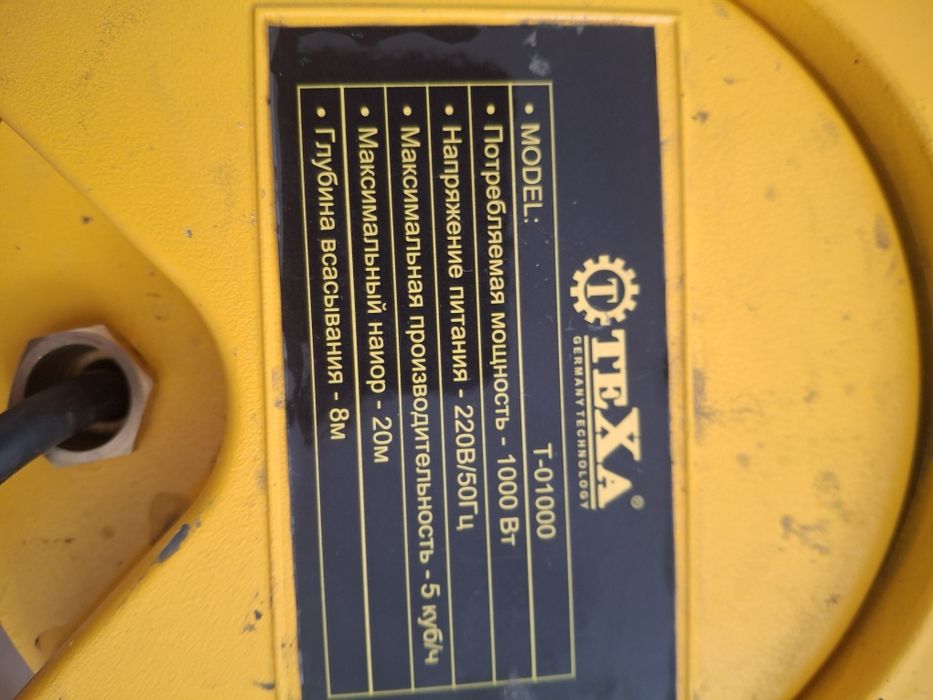 T TEXA®
GERMANY TECHNOLOGY
• MODEL: T-01000
• Потребляемая мощность - 1000 Вт
• Напряжение питания - 220В/50Гц
• Максимальная производительность - 5 куб/ч
• Максимальный наиор - 20м
• Глубина всасывания - 8м